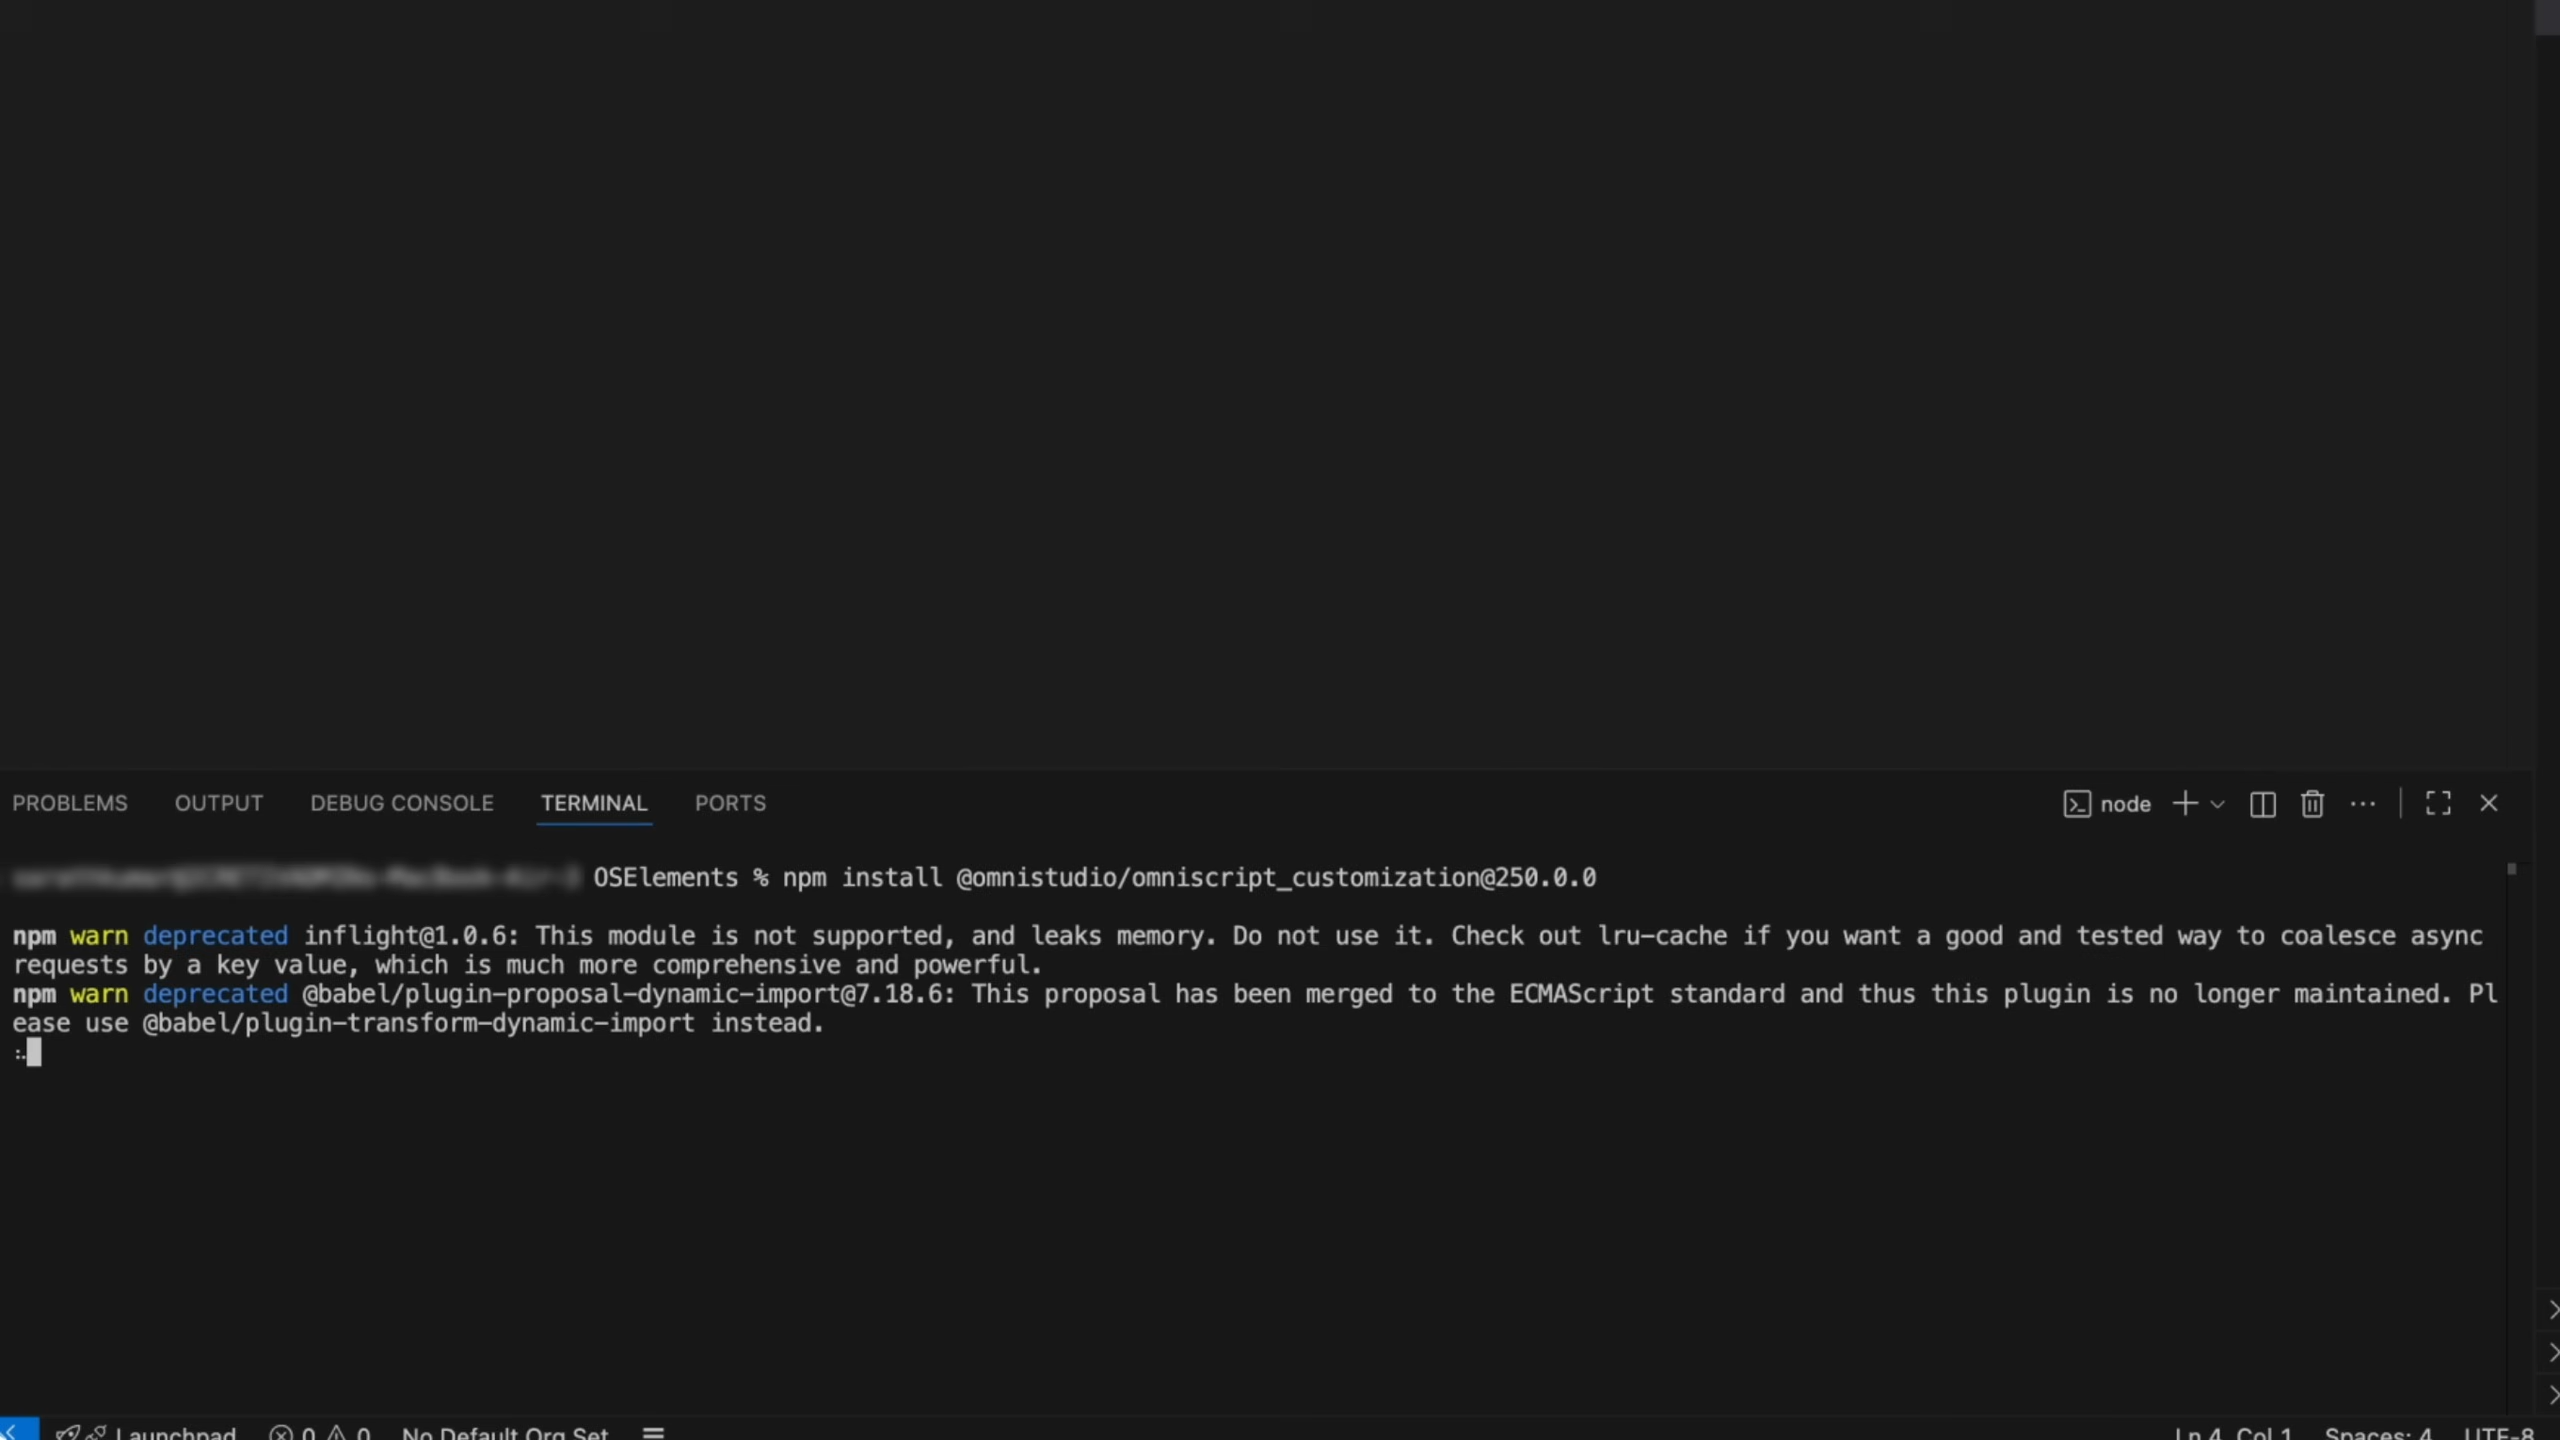 PROBLEMS OUTPUT DEBUG CONSOLE TERMINAL PORTS node
OSElements % npm install @omnistudio/omniscript_customization@250.0.0
npm warn deprecated inflight@1.0.6: This module is not supported, and leaks memory. Do not use it. Check out lru-cache if you want a good and tested way to coalesce async
requests by a key value, which is much more comprehensive and powerful.
npm warn deprecated @babel/plugin-proposal-dynamic-import@7.18.6: This proposal has been merged to the ECMAScript standard and thus this plugin is no longer maintained. Pl
ease use @babel/plugin-transform-dynamic-import instead.
Launchpad 0 0 No Default Org Set Ln 4, Col 1 Spaces: 4 UTF-8